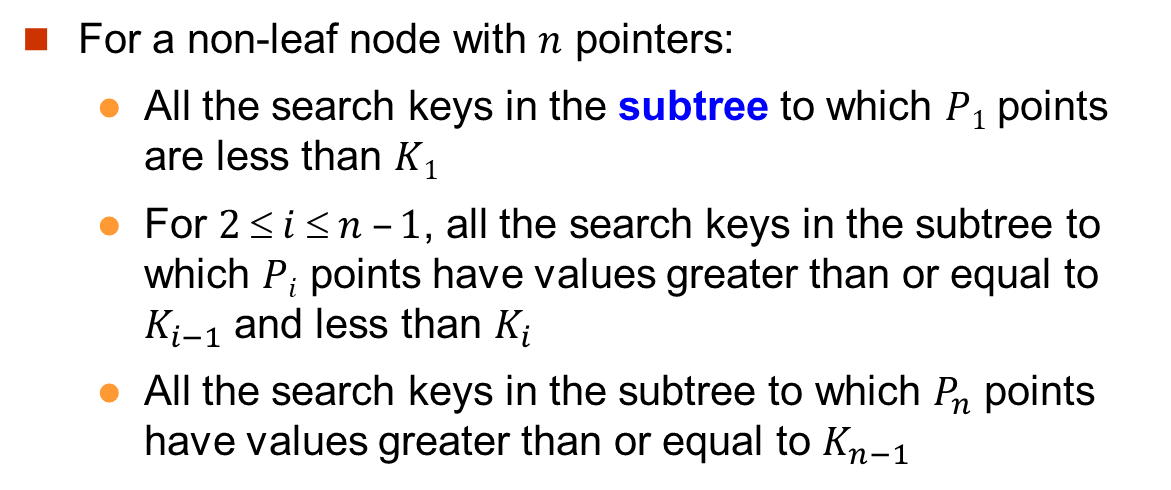 For a non-leaf node with n pointers:
All the search keys in the subtree to which P₁ points
are less than K₁
For 2 ≤ i ≤ n – 1, all the search keys in the subtree to
which Pᵢ points have values greater than or equal to
Kᵢ₋₁ and less than Kᵢ
All the search keys in the subtree to which Pₙ points
have values greater than or equal to Kₙ₋₁